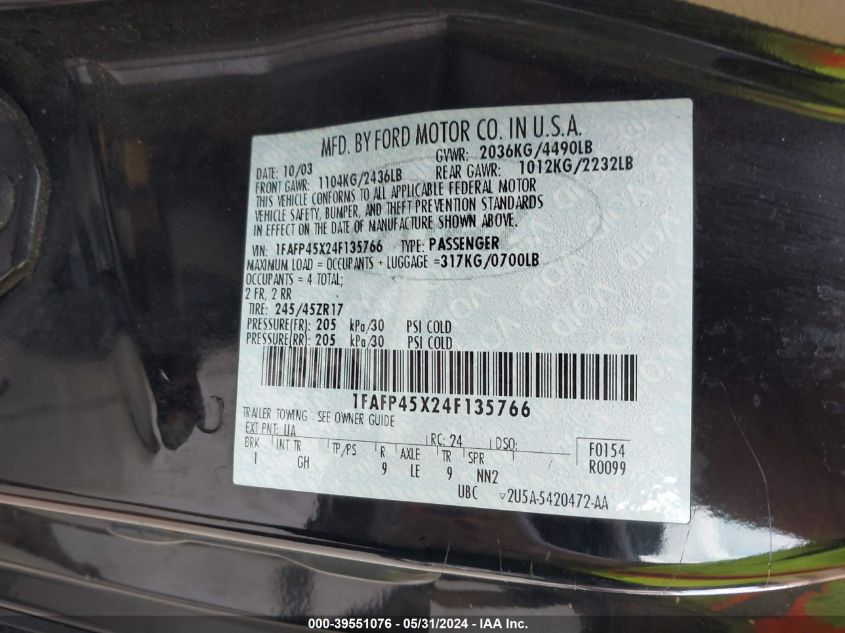 MFD. BY FORD MOTOR CO. IN U.S.A.
DATE: 10/03 GVWR: 2036KG/4490LB
FRONT GAWR: 1104KG/2436LB REAR GAWR: 1012KG/2232LB
THIS VEHICLE CONFORMS TO ALL APPLICABLE FEDERAL MOTOR
VEHICLE SAFETY, BUMPER, AND THEFT PREVENTION STANDARDS
IN EFFECT ON THE DATE OF MANUFACTURE SHOWN ABOVE.
VIN: 1FAFP45X24F135766 TYPE: PASSENGER
MAXIMUM LOAD = OCCUPANTS + LUGGAGE =317KG/0700LB
OCCUPANTS = 4 TOTAL;
2 FR, 2 RR
TIRE: 245/45ZR17
PRESSURE(FR): 205 kPa/30 PSI COLD
PRESSURE(RR): 205 kPa/30 PSI COLD
1FAFP45X24F135766
TRAILER TOWING - SEE OWNER GUIDE
EXT PNT: UA RC: 24 DSO: F0154
BRK INT TR TP/PS R AXLE TR SPR R0099
1 GH 9 LE 9 NN2
UBC ▽2U5A-5420472-AA
000-39551076 - 05/31/2024 - IAA Inc.